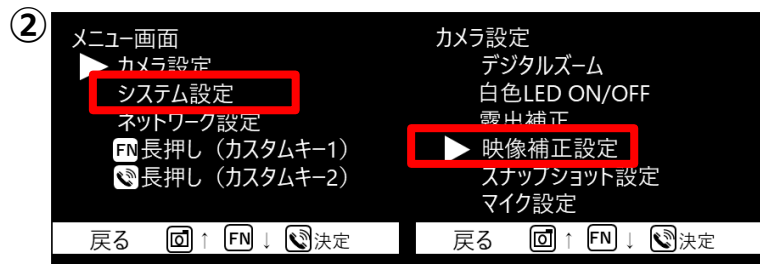 ②
メニュー画面
カメラ設定
システム設定
ネットワーク設定
FN長押し（カスタムキー1）
長押し（カスタムキー2）
戻る ↑ FN ↓ 決定
カメラ設定
デジタルズーム
白色LED ON/OFF
露出補正
映像補正設定
スナップショット設定
マイク設定
戻る ↑ FN ↓ 決定